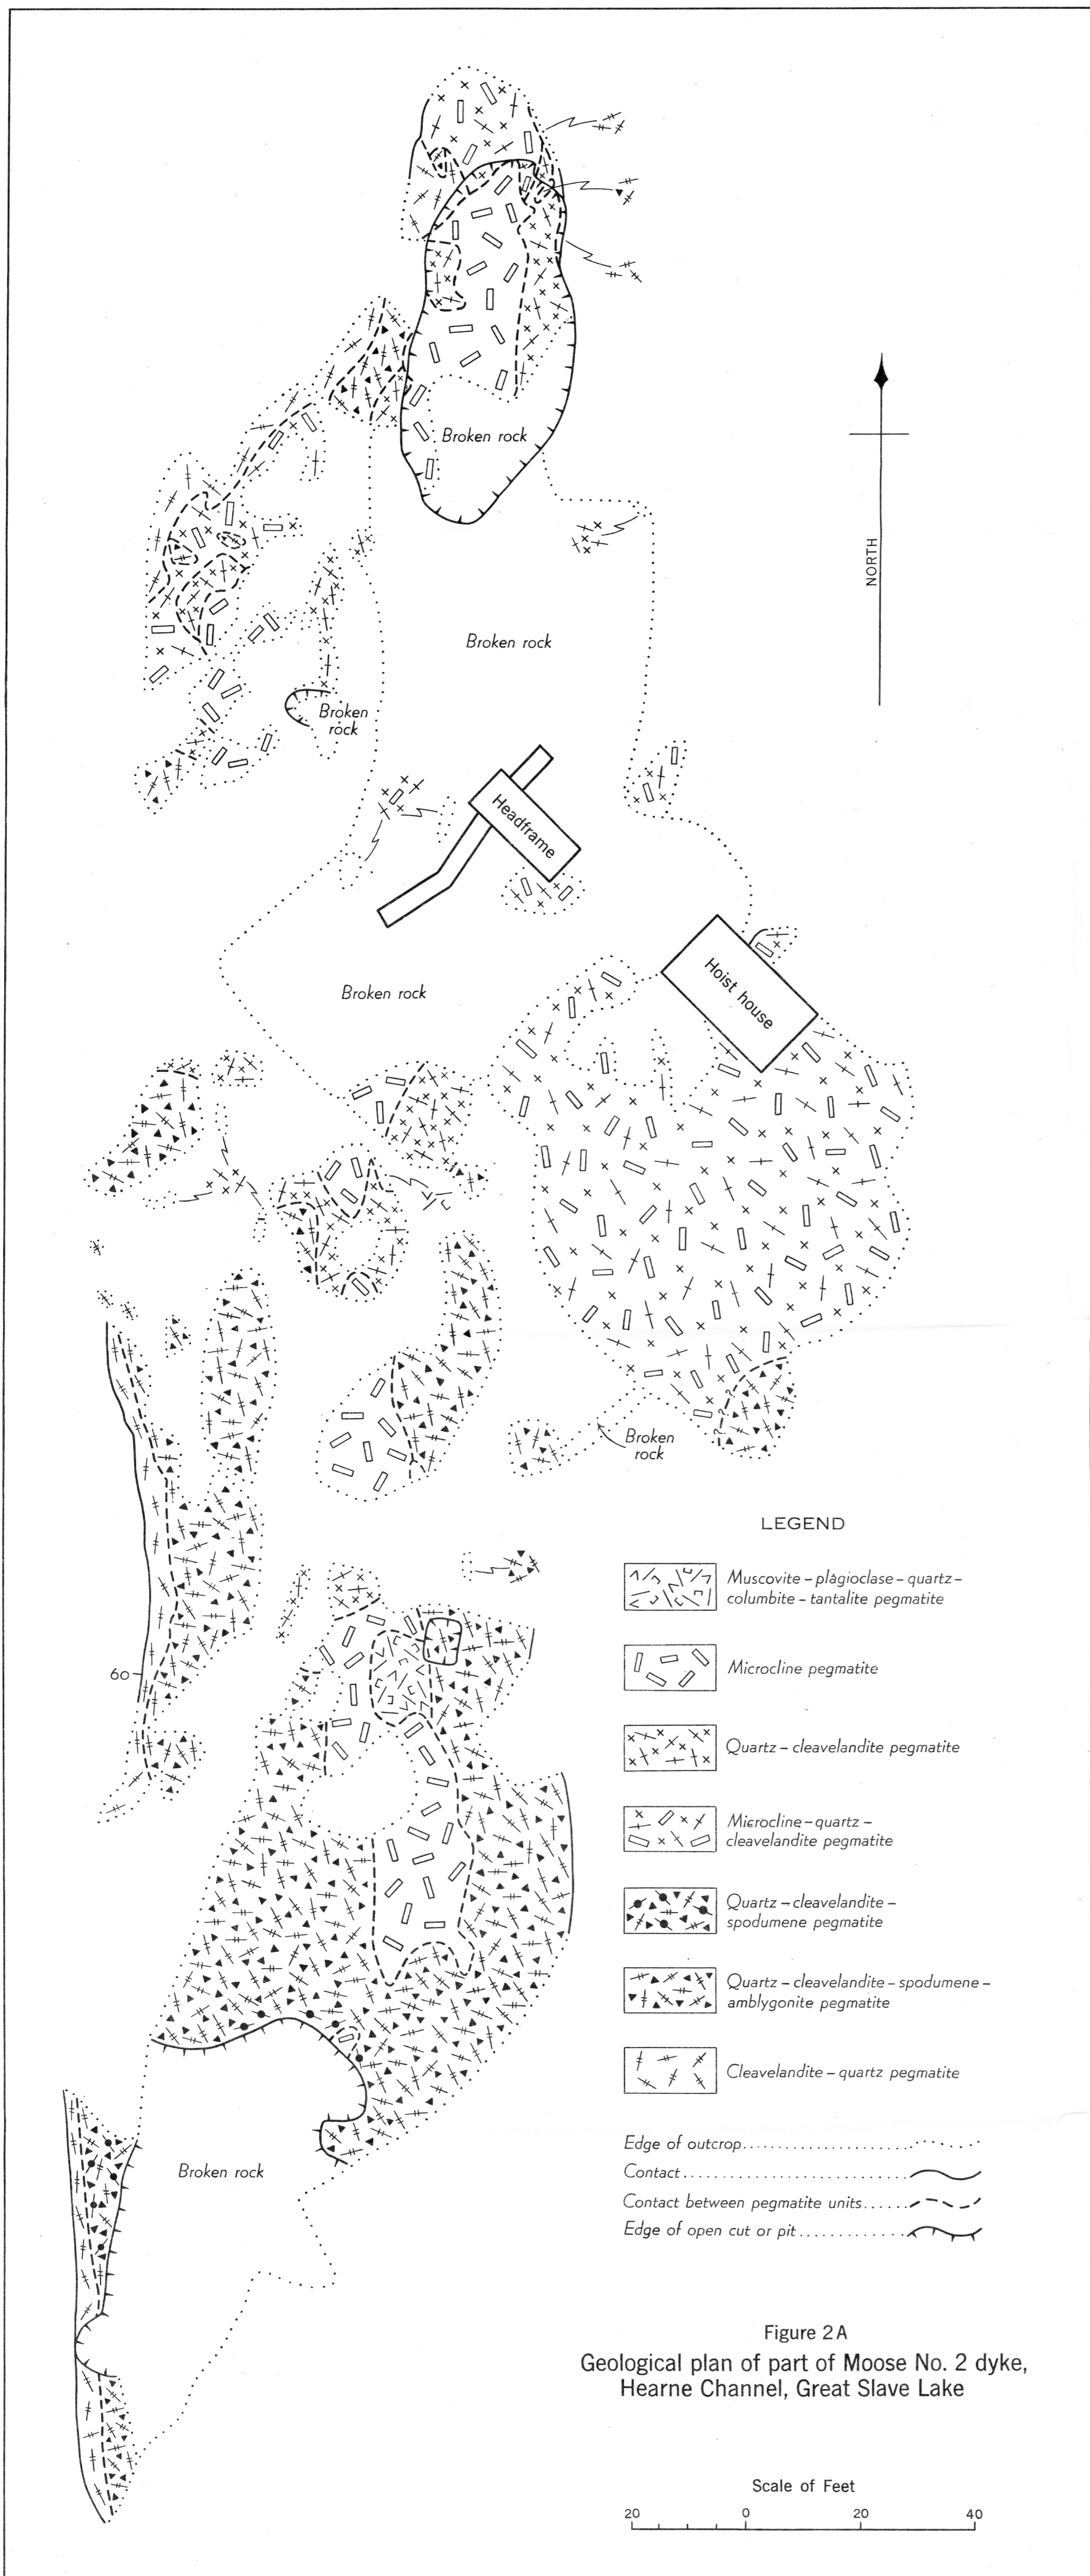 Broken rock
NORTH
Broken rock
Broken
rock
Headframe
Hoist house
Broken rock
Broken
rock
60
LEGEND
Muscovite – plagioclase – quartz –
columbite – tantalite pegmatite
Microcline pegmatite
Quartz – cleavelandite pegmatite
Microcline – quartz –
cleavelandite pegmatite
Quartz – cleavelandite –
spodumene pegmatite
Quartz – cleavelandite – spodumene –
amblygonite pegmatite
Cleavelandite – quartz pegmatite
Edge of outcrop
Contact
Contact between pegmatite units
Edge of open cut or pit
Broken rock
Figure 2A
Geological plan of part of Moose No. 2 dyke,
Hearne Channel, Great Slave Lake
Scale of Feet
20 0 20 40